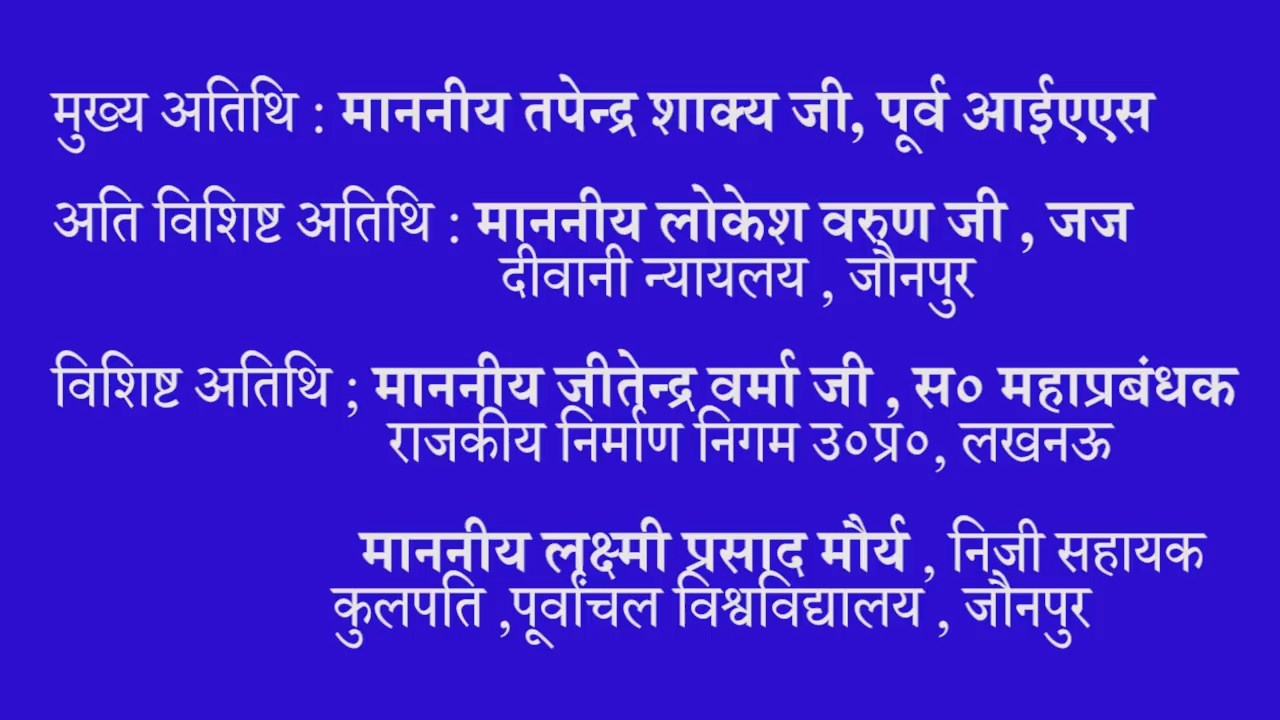 मुख्य अतिथि : माननीय तपेन्द्र शाक्य जी, पूर्व आईएएस
अति विशिष्ट अतिथि : माननीय लोकेश वरुण जी , जज
दीवानी न्यायलय , जौनपुर
विशिष्ट अतिथि ; माननीय जीतेन्द्र वर्मा जी , स० महाप्रबंधक
राजकीय निर्माण निगम उ०प्र०, लखनऊ
माननीय लक्ष्मी प्रसाद मौर्य , निजी सहायक
कुलपति ,पूर्वांचल विश्वविद्यालय , जौनपुर